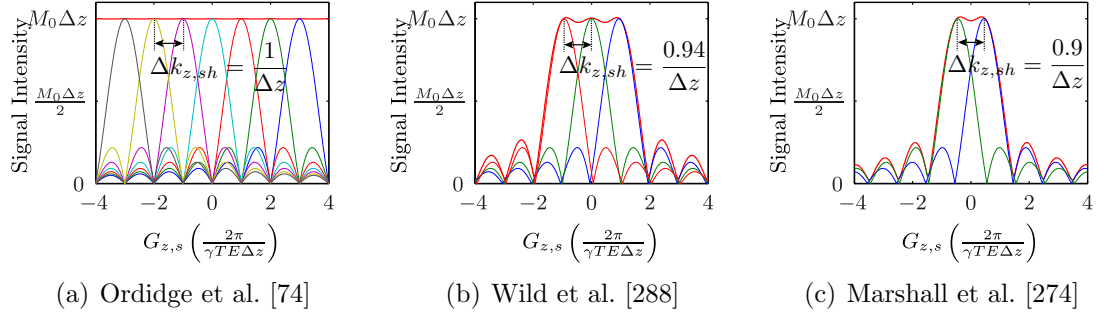 Signal Intensity
M₀Δz
M₀Δz/2
0
Δk_{z,sh} = 1/Δz
−4 −2 0 2 4
G_{z,s} (2π/γTEΔz)
(a) Ordidge et al. [74]
Signal Intensity
M₀Δz
M₀Δz/2
0
Δk_{z,sh} = 0.94/Δz
−4 −2 0 2 4
G_{z,s} (2π/γTEΔz)
(b) Wild et al. [288]
Signal Intensity
M₀Δz
M₀Δz/2
0
Δk_{z,sh} = 0.9/Δz
−4 −2 0 2 4
G_{z,s} (2π/γTEΔz)
(c) Marshall et al. [274]